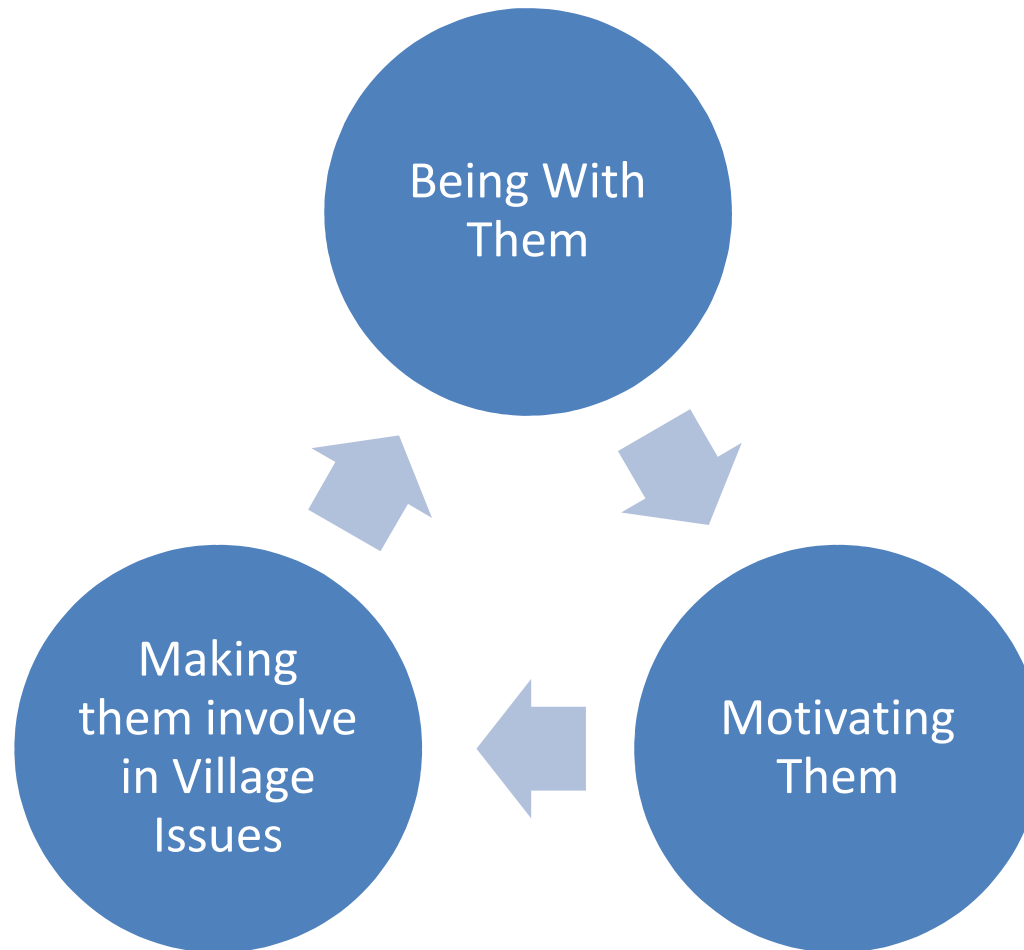 Being With
Them
Motivating
Them
Making
them involve
in Village
Issues